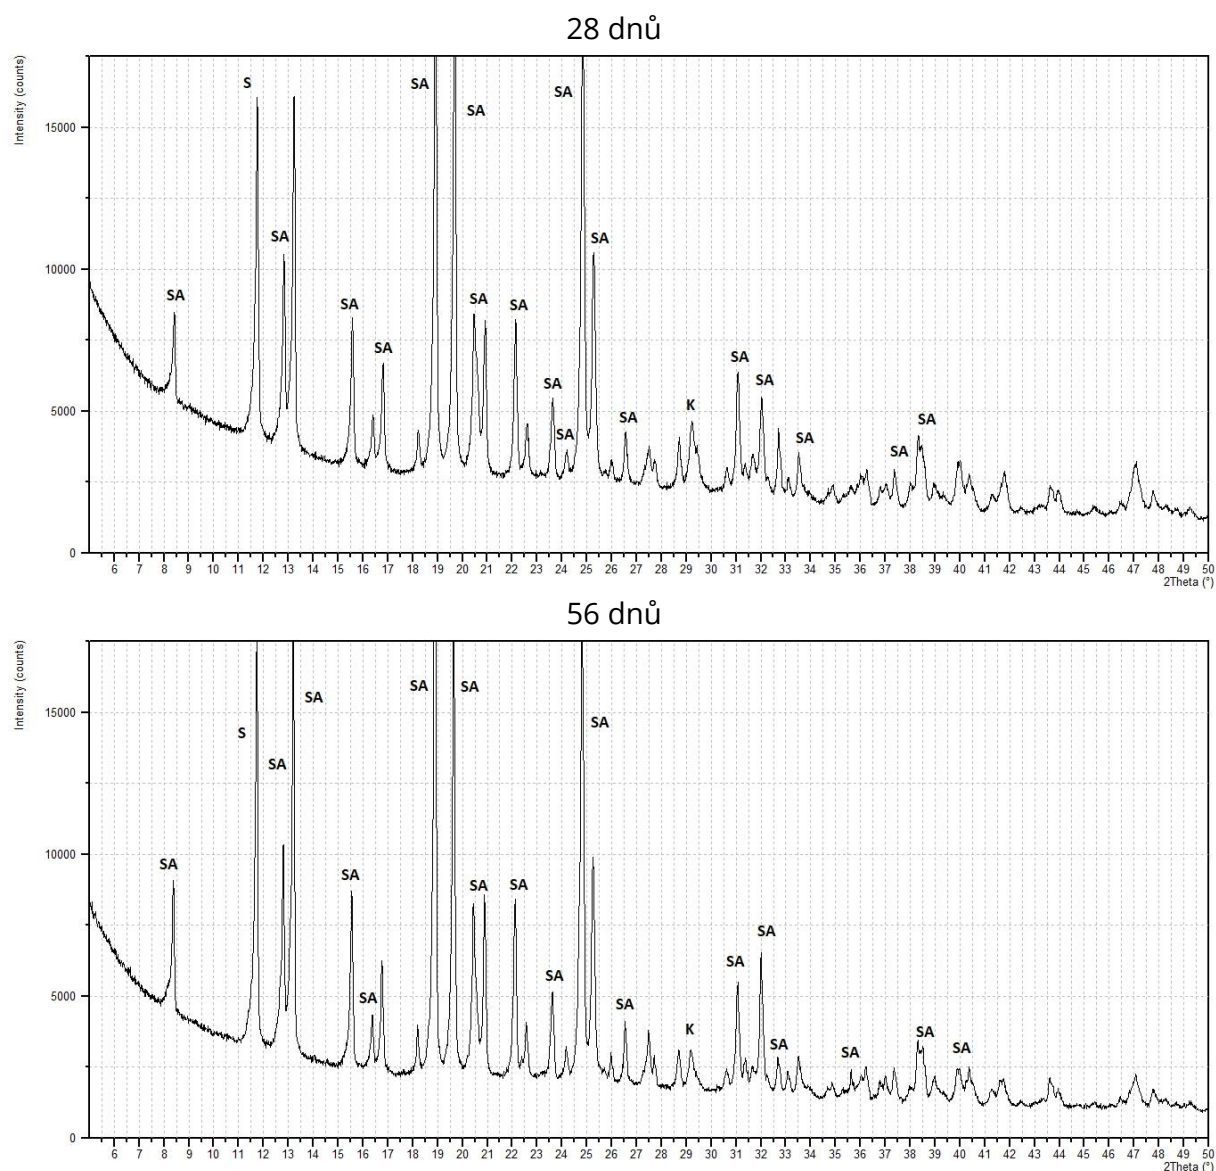 28 dnů
Intensity (counts)
S
SA
SA
SA
15000
SA
10000
SA
SA
SA
SA
SA
SA
SA
SA
SA
SA
K
SA
SA
SA
SA
SA
SA
5000
0
6 7 8 9 10 11 12 13 14 15 16 17 18 19 20 21 22 23 24 25 26 27 28 29 30 31 32 33 34 35 36 37 38 39 40 41 42 43 44 45 46 47 48 49 50
2Theta (°)
56 dnů
Intensity (counts)
SA
SA
SA
SA
15000
S
SA
10000
SA
SA
SA
SA
SA
SA
SA
SA
SA
5000
SA
K
SA
SA
SA
SA
0
6 7 8 9 10 11 12 13 14 15 16 17 18 19 20 21 22 23 24 25 26 27 28 29 30 31 32 33 34 35 36 37 38 39 40 41 42 43 44 45 46 47 48 49 50
2Theta (°)